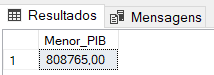 Resultados Mensagens
Menor_PIB
1 808765,00